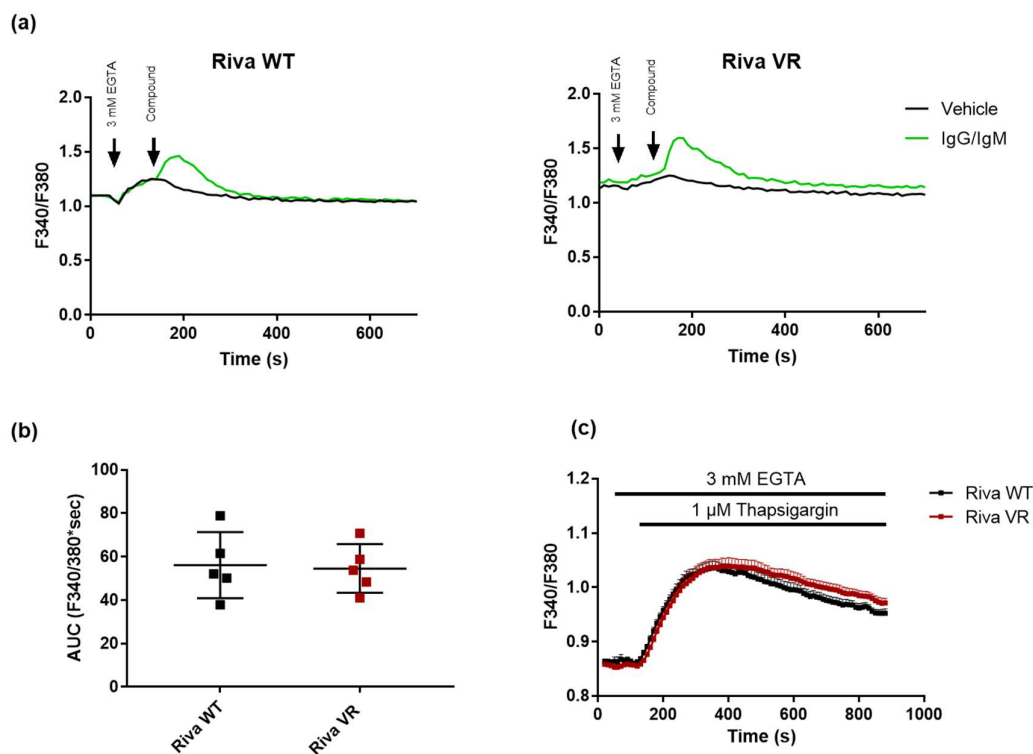 (a)
Riva WT
3 mM EGTA
Compound
2.0
1.5
1.0
0.5
0.0
F340/F380
0
200
400
600
Time (s)
Riva VR
3 mM EGTA
Compound
2.0
1.5
1.0
0.5
0.0
F340/F380
0
200
400
600
Time (s)
Vehicle
IgG/IgM
(b)
100
80
60
40
20
0
AUC (F340/380*sec)
Riva WT
Riva VR
(c)
3 mM EGTA
1 µM Thapsigargin
1.2
1.1
1.0
0.9
0.8
F340/F380
0
200
400
600
800
1000
Time (s)
Riva WT
Riva VR